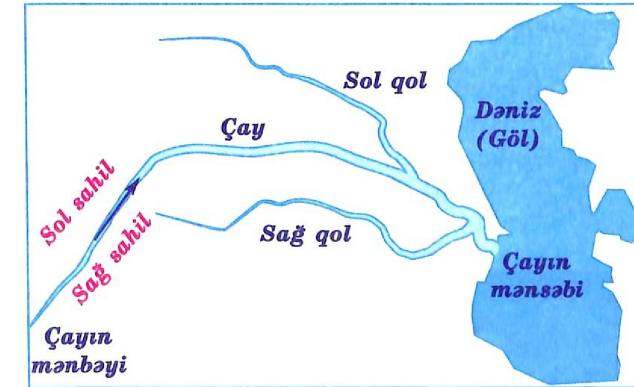 Sol qol
Dəniz
(Göl)
Çay
Sol sahil
Sağ sahil
Sağ qol
Çayın
mənsəbi
Çayın
mənbəyi